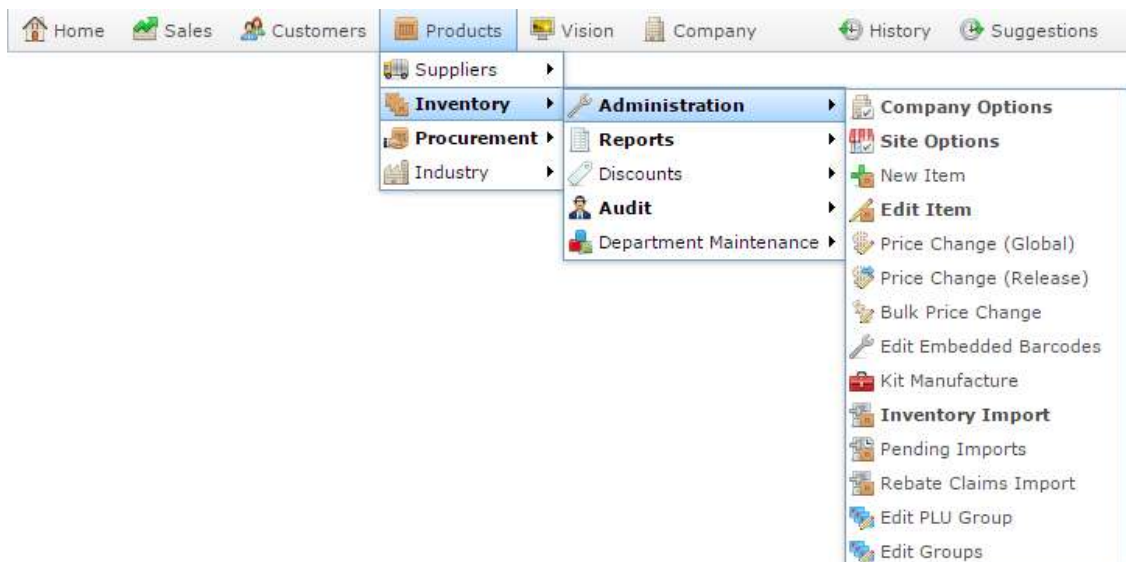 Home Sales Customers Products Vision Company History Suggestions
Suppliers
Inventory
Procurement
Industry
Administration
Reports
Discounts
Audit
Department Maintenance
Company Options
Site Options
New Item
Edit Item
Price Change (Global)
Price Change (Release)
Bulk Price Change
Edit Embedded Barcodes
Kit Manufacture
Inventory Import
Pending Imports
Rebate Claims Import
Edit PLU Group
Edit Groups